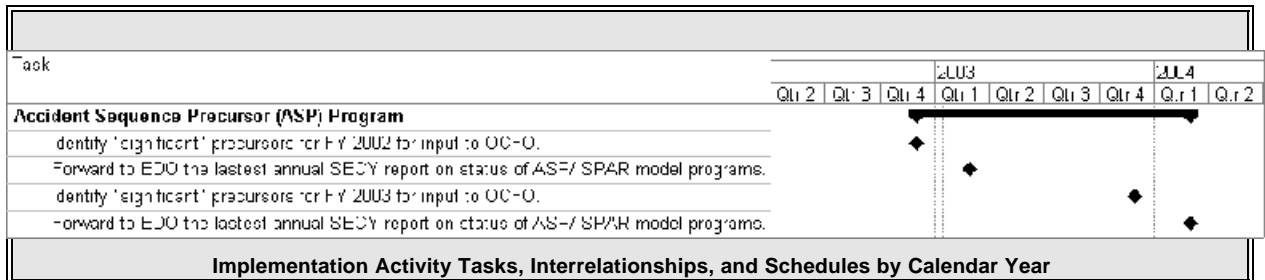 Task
2003 2004
Qtr 2 Qtr 3 Qtr 4 Qtr 1 Qtr 2 Qtr 3 Qtr 4 Qtr 1 Qtr 2
Accident Sequence Precursor (ASP) Program
Identify "significant" precursors for FY 2002 for input to OCFO.
Forward to EDO the lastest annual SECY report on status of ASP/ SPAR model programs.
Identify "significant" precursors for FY 2003 for input to OCFO.
Forward to EDO the lastest annual SECY report on status of ASP/ SPAR model programs.
Implementation Activity Tasks, Interrelationships, and Schedules by Calendar Year